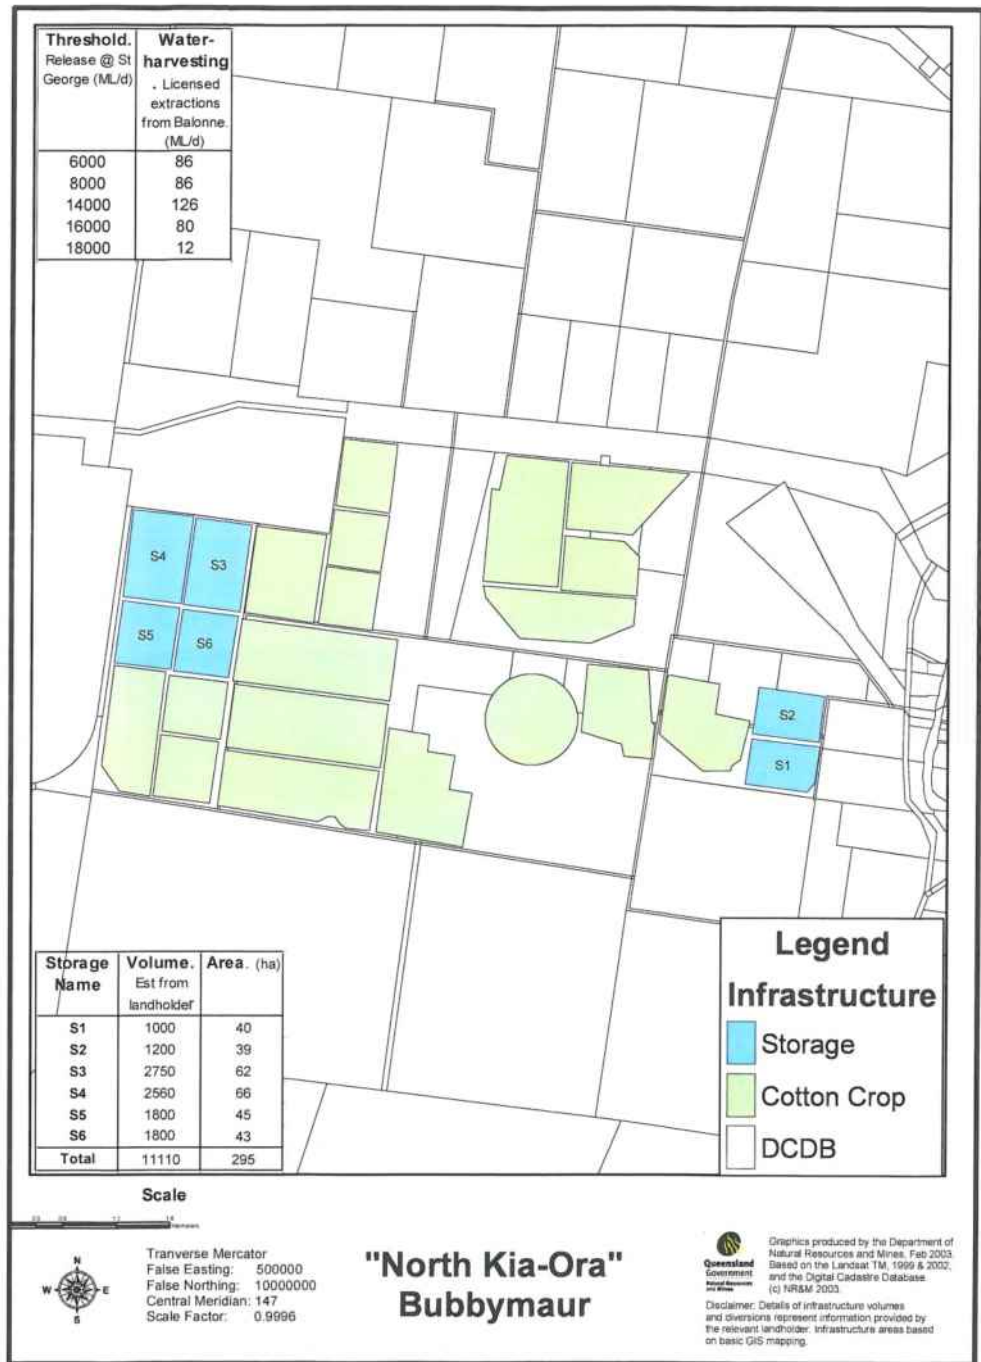 Threshold. Water-
Release @ St harvesting
George (ML/d) . Licensed
extractions
from Balonne.
(ML/d)
6000 86
8000 86
14000 126
16000 80
18000 12
S4 S3
S5 S6
S2
S1
Storage Volume. Area. (ha)
Name Est from
landholder
S1 1000 40
S2 1200 39
S3 2750 62
S4 2560 66
S5 1800 45
S6 1800 43
Total 11110 295
Legend
Infrastructure
Storage
Cotton Crop
DCDB
Scale
N
W E
S
Tranverse Mercator
False Easting: 500000
False Northing: 10000000
Central Meridian: 147
Scale Factor: 0.9996
"North Kia-Ora"
Bubbymaur
Queensland
Government
Natural Resources
and Mines
Graphics produced by the Department of
Natural Resources and Mines, Feb 2003.
Based on the Landsat TM, 1999 & 2002,
and the Digital Cadastre Database
(c) NR&M 2003.
Disclaimer: Details of infrastructure volumes
and diversions represent information provided by
the relevant landholder. Infrastructure areas based
on basic GIS mapping.